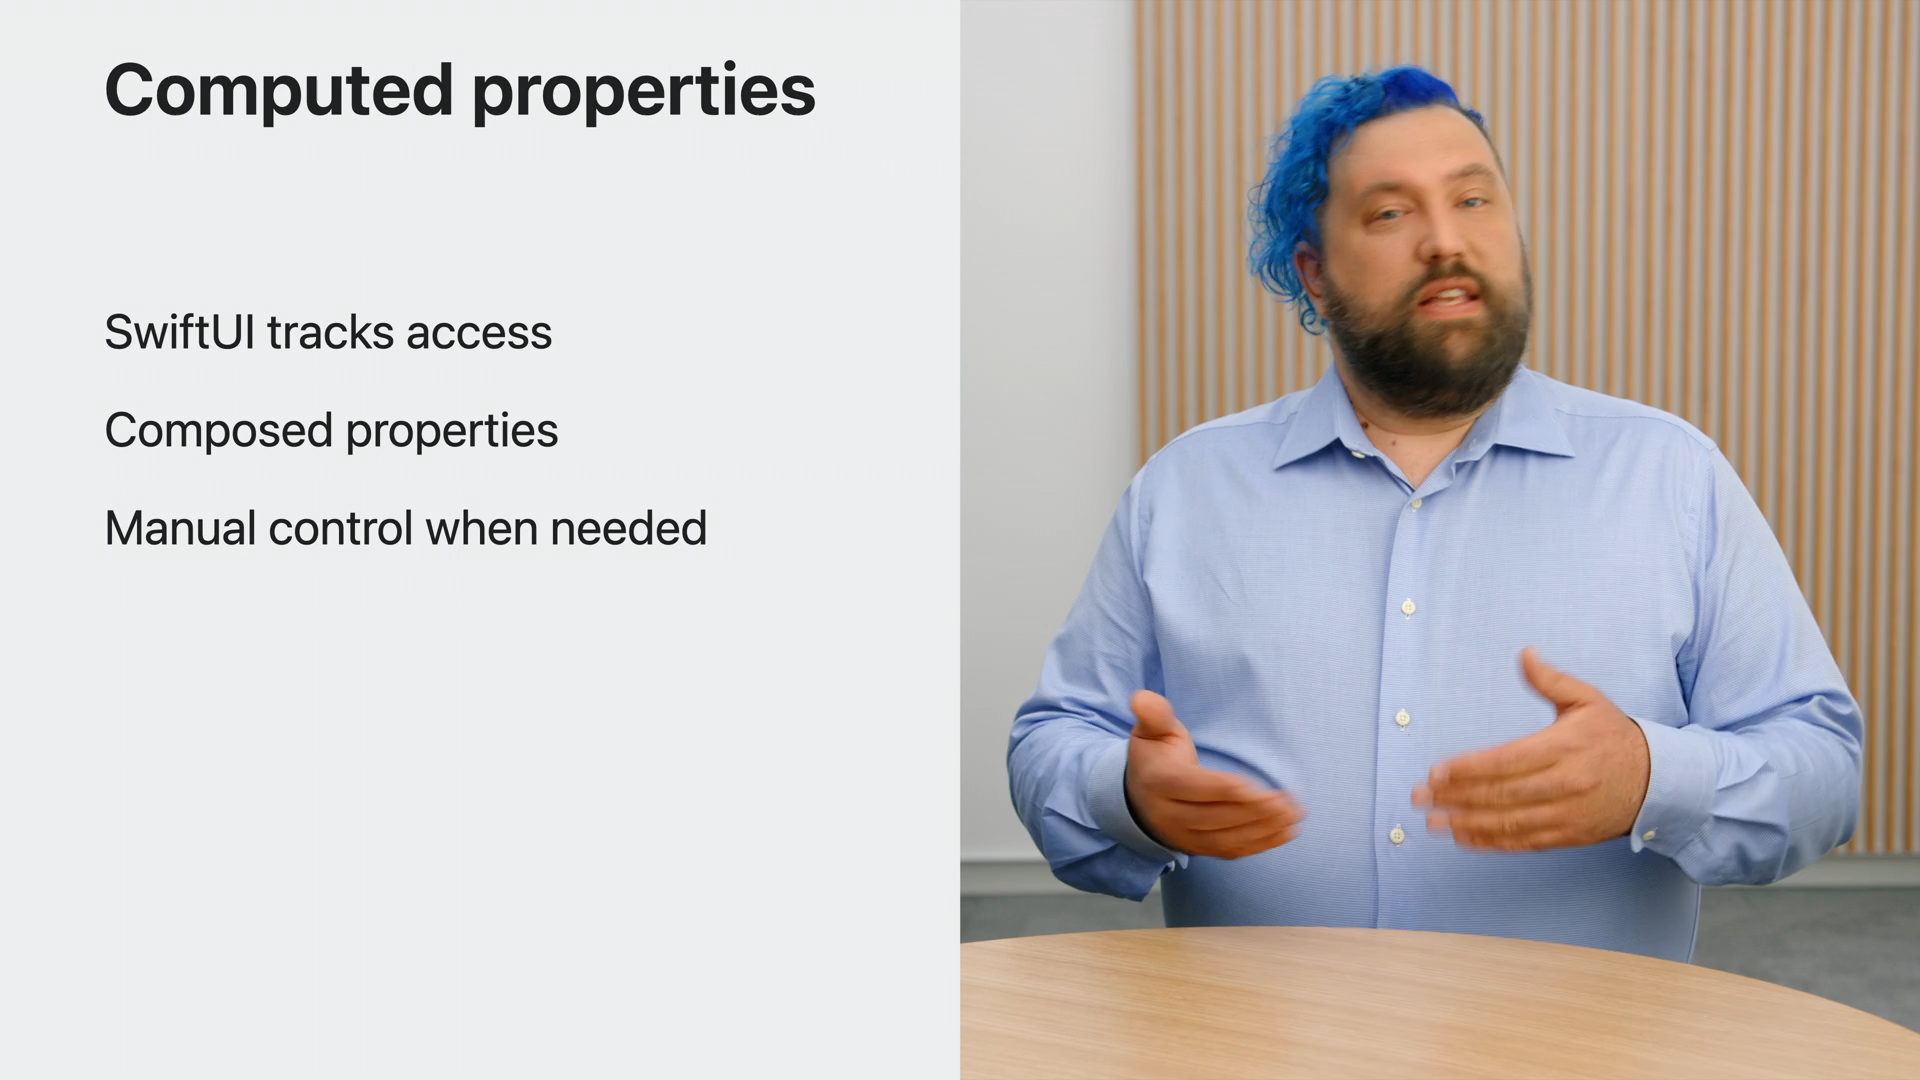 Computed properties
SwiftUI tracks access
Composed properties
Manual control when needed